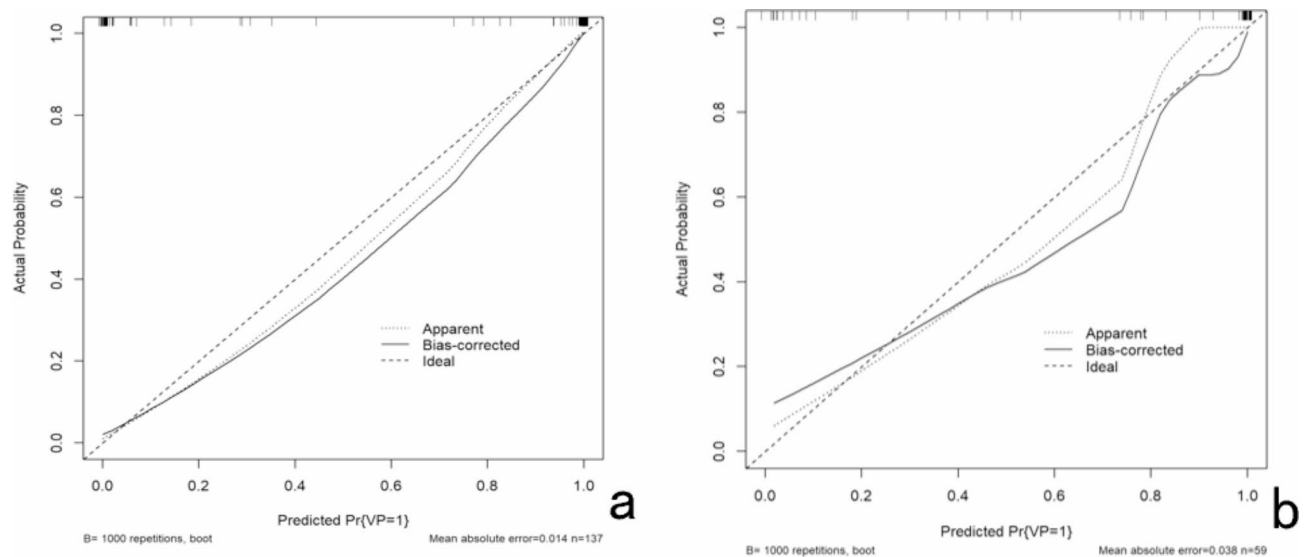 1.0
0.8
0.6
0.4
0.2
0.0
Actual Probability
Apparent
Bias-corrected
Ideal
0.0 0.2 0.4 0.6 0.8 1.0
Predicted Pr{VP=1}
B= 1000 repetitions, boot
Mean absolute error=0.014 n=137
a
1.0
0.8
0.6
0.4
0.2
0.0
Actual Probability
Apparent
Bias-corrected
Ideal
0.0 0.2 0.4 0.6 0.8 1.0
Predicted Pr{VP=1}
B= 1000 repetitions, boot
Mean absolute error=0.038 n=59
b